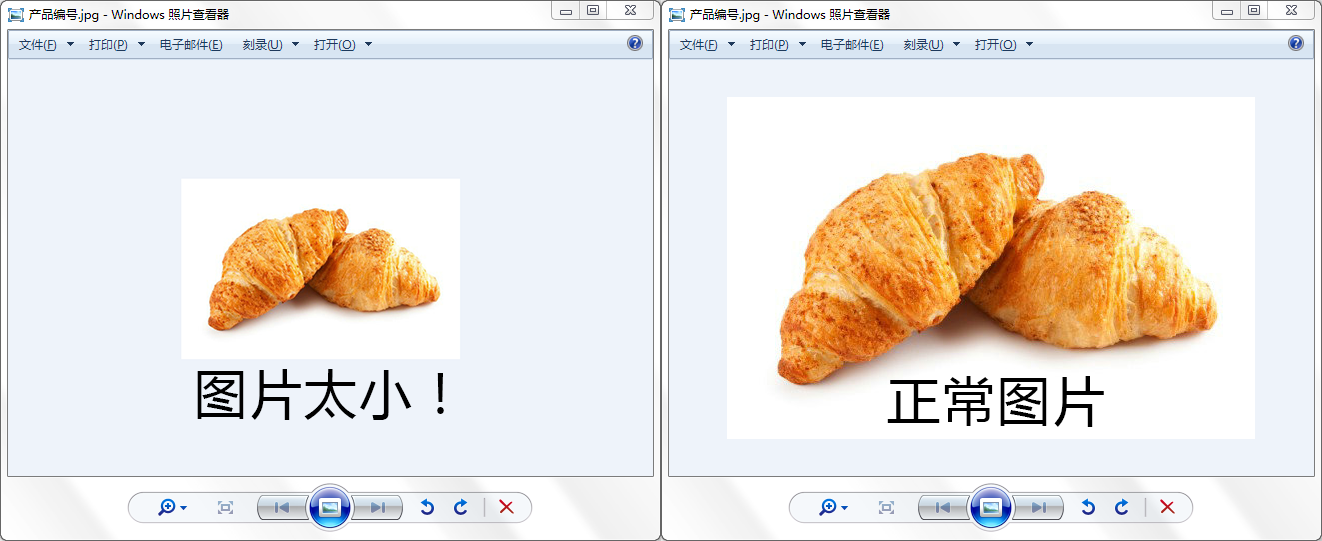 产品编号.jpg - Windows 照片查看器
文件(F) 打印(P) 电子邮件(E) 刻录(U) 打开(O)
图片太小！
产品编号.jpg - Windows 照片查看器
文件(F) 打印(P) 电子邮件(E) 刻录(U) 打开(O)
正常图片